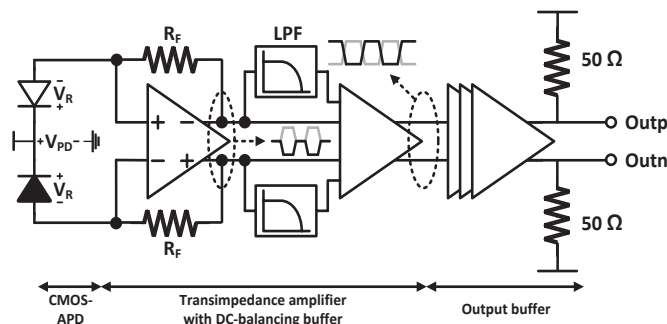 R_F
LPF
50 Ω
−
V_R
+
+ −
Outp
+ V_PD -
− +
Outn
+
V_R
−
50 Ω
R_F
CMOS-
APD
Transimpedance amplifier
with DC-balancing buffer
Output buffer